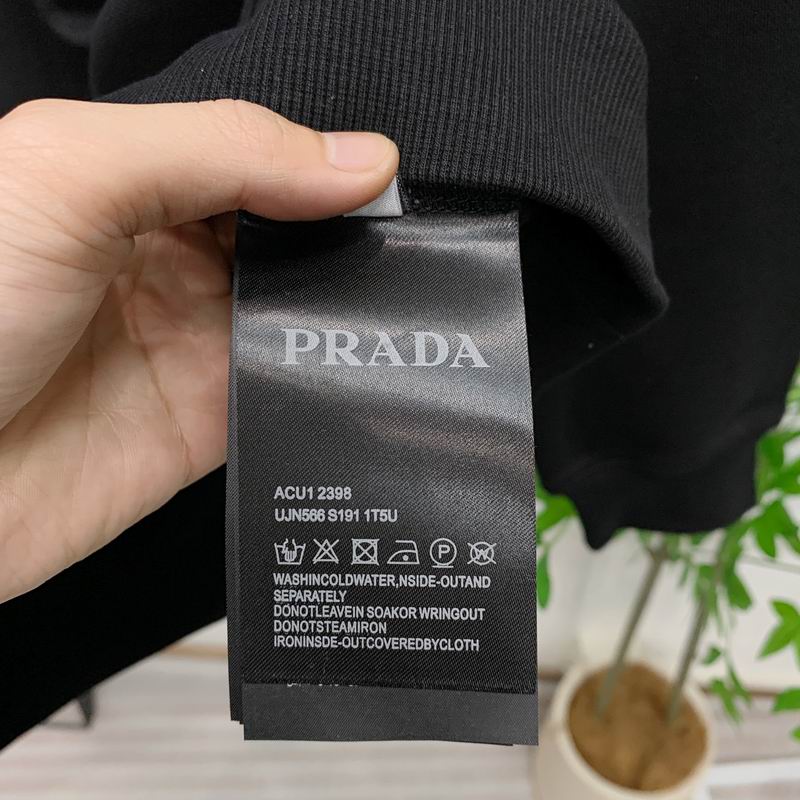 PRADA
ACU1 2398
UJN566 S191 1T5U
P W
WASHINCOLDWATER,NSIDE-OUTAND
SEPARATELY
DONOTLEAVEIN SOAKOR WRINGOUT
DONOTSTEAMIRON
IRONINSDE-OUTCOVEREDBYCLOTH